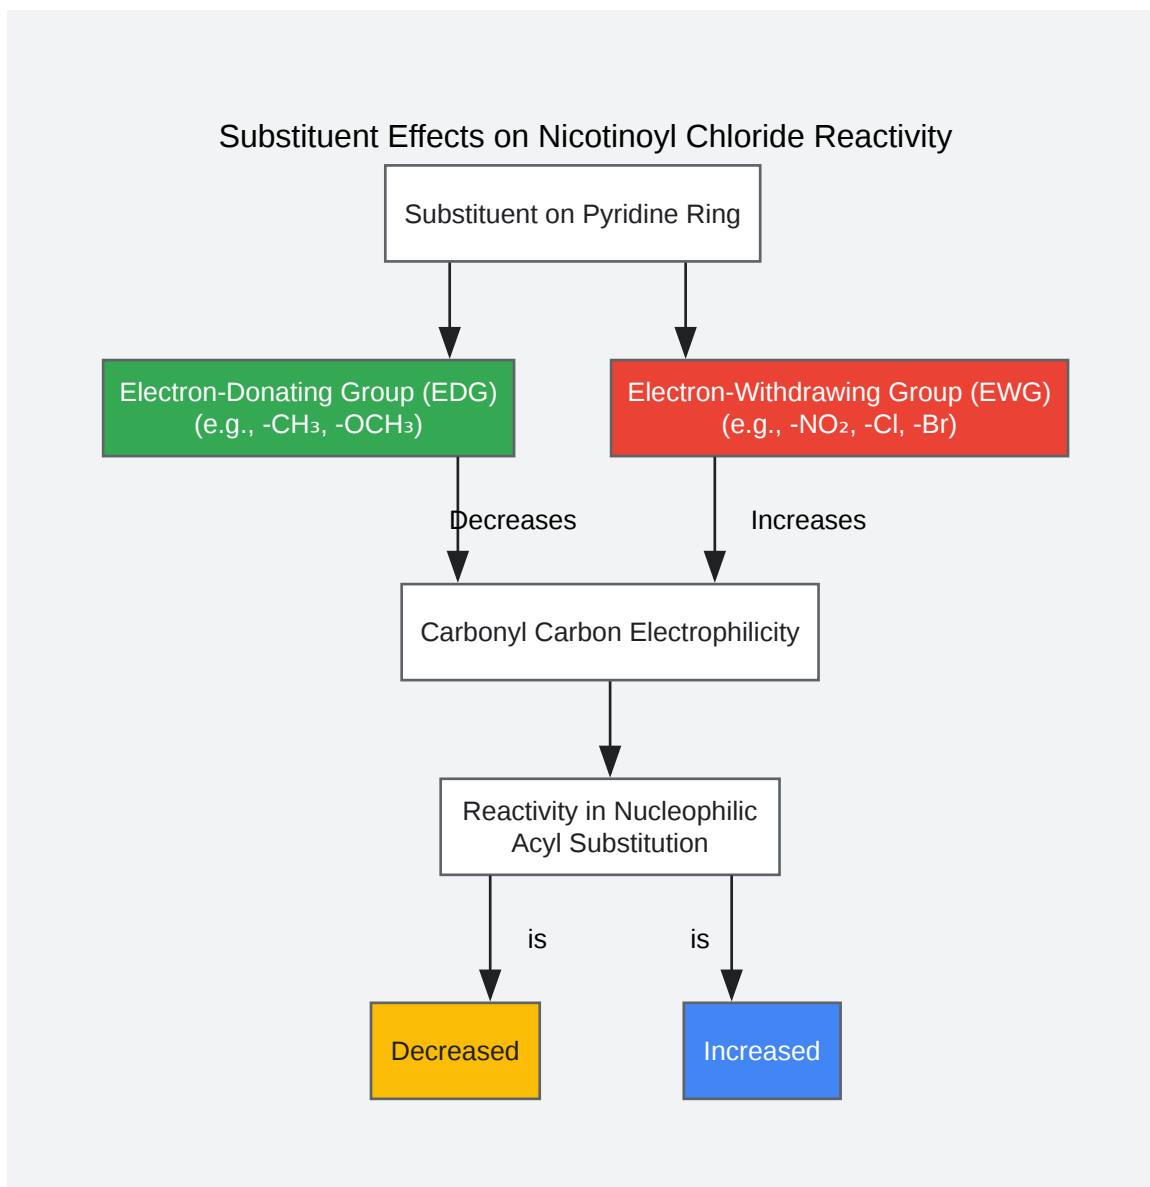 Substituent Effects on Nicotinoyl Chloride Reactivity
Substituent on Pyridine Ring
Electron-Donating Group (EDG)
(e.g., -CH₃, -OCH₃)
Electron-Withdrawing Group (EWG)
(e.g., -NO₂, -Cl, -Br)
Decreases
Increases
Carbonyl Carbon Electrophilicity
Reactivity in Nucleophilic
Acyl Substitution
is
is
Decreased
Increased